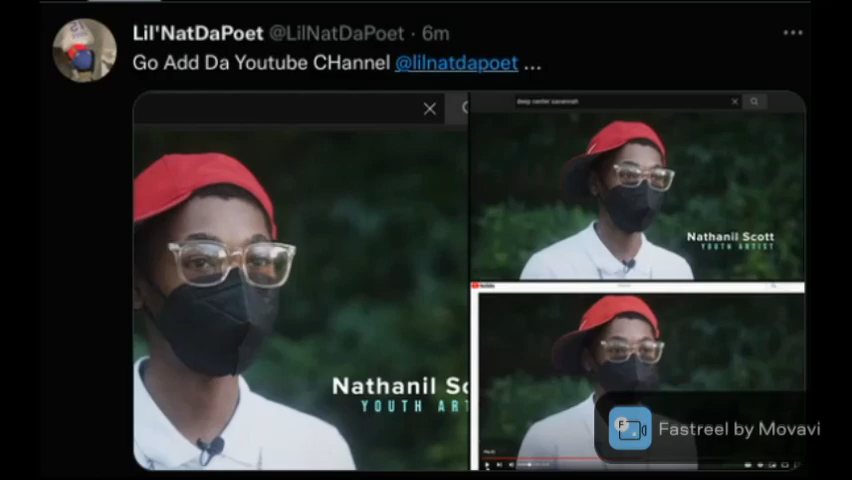 Lil'NatDaPoet @LilNatDaPoet · 6m
Go Add Da Youtube CHannel @lilnatdapoet ...
deep center savannah
Nathanil Scott
YOUTH ARTIST
Nathanil Sc
YOUTH ART
Fastreel by Movavi